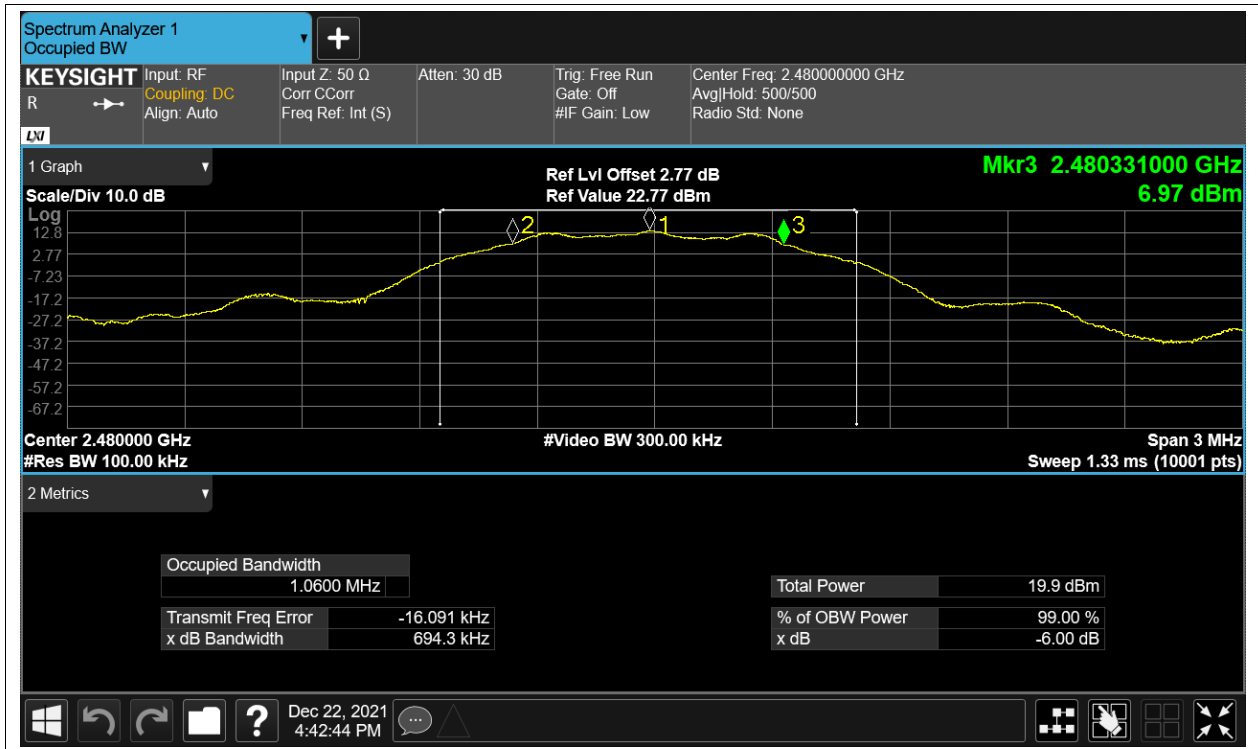 Spectrum Analyzer 1
Occupied BW
KEYSIGHT
R
LXI
Input: RF
Coupling: DC
Align: Auto
Input Z: 50 Ω
Corr CCorr
Freq Ref: Int (S)
Atten: 30 dB
Trig: Free Run
Gate: Off
#IF Gain: Low
Center Freq: 2.480000000 GHz
Avg|Hold: 500/500
Radio Std: None
1 Graph
Scale/Div 10.0 dB
Ref Lvl Offset 2.77 dB
Ref Value 22.77 dBm
Mkr3 2.480331000 GHz
6.97 dBm
Log
12.8
2.77
-7.23
-17.2
-27.2
-37.2
-47.2
-57.2
-67.2
2
1
3
Center 2.480000 GHz
#Video BW 300.00 kHz
Span 3 MHz
#Res BW 100.00 kHz
Sweep 1.33 ms (10001 pts)
2 Metrics
Occupied Bandwidth
1.0600 MHz
Total Power 19.9 dBm
Transmit Freq Error -16.091 kHz
% of OBW Power 99.00 %
x dB Bandwidth 694.3 kHz
x dB -6.00 dB
?
Dec 22, 2021
4:42:44 PM